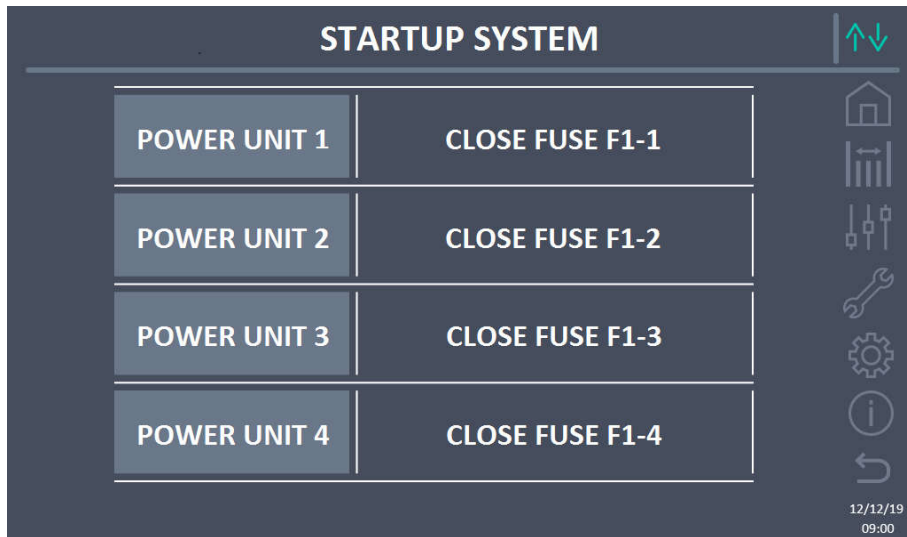 STARTUP SYSTEM
POWER UNIT 1
CLOSE FUSE F1-1
POWER UNIT 2
CLOSE FUSE F1-2
POWER UNIT 3
CLOSE FUSE F1-3
POWER UNIT 4
CLOSE FUSE F1-4
12/12/19
09:00